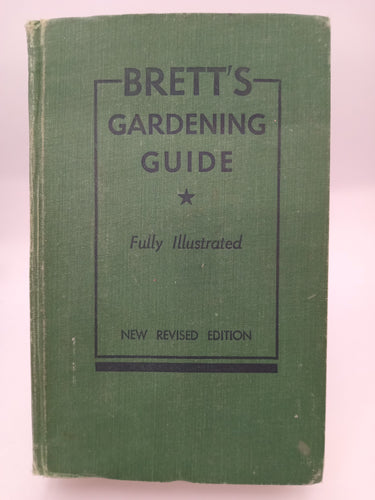 BRETT'S
GARDENING
GUIDE
Fully Illustrated
NEW REVISED EDITION